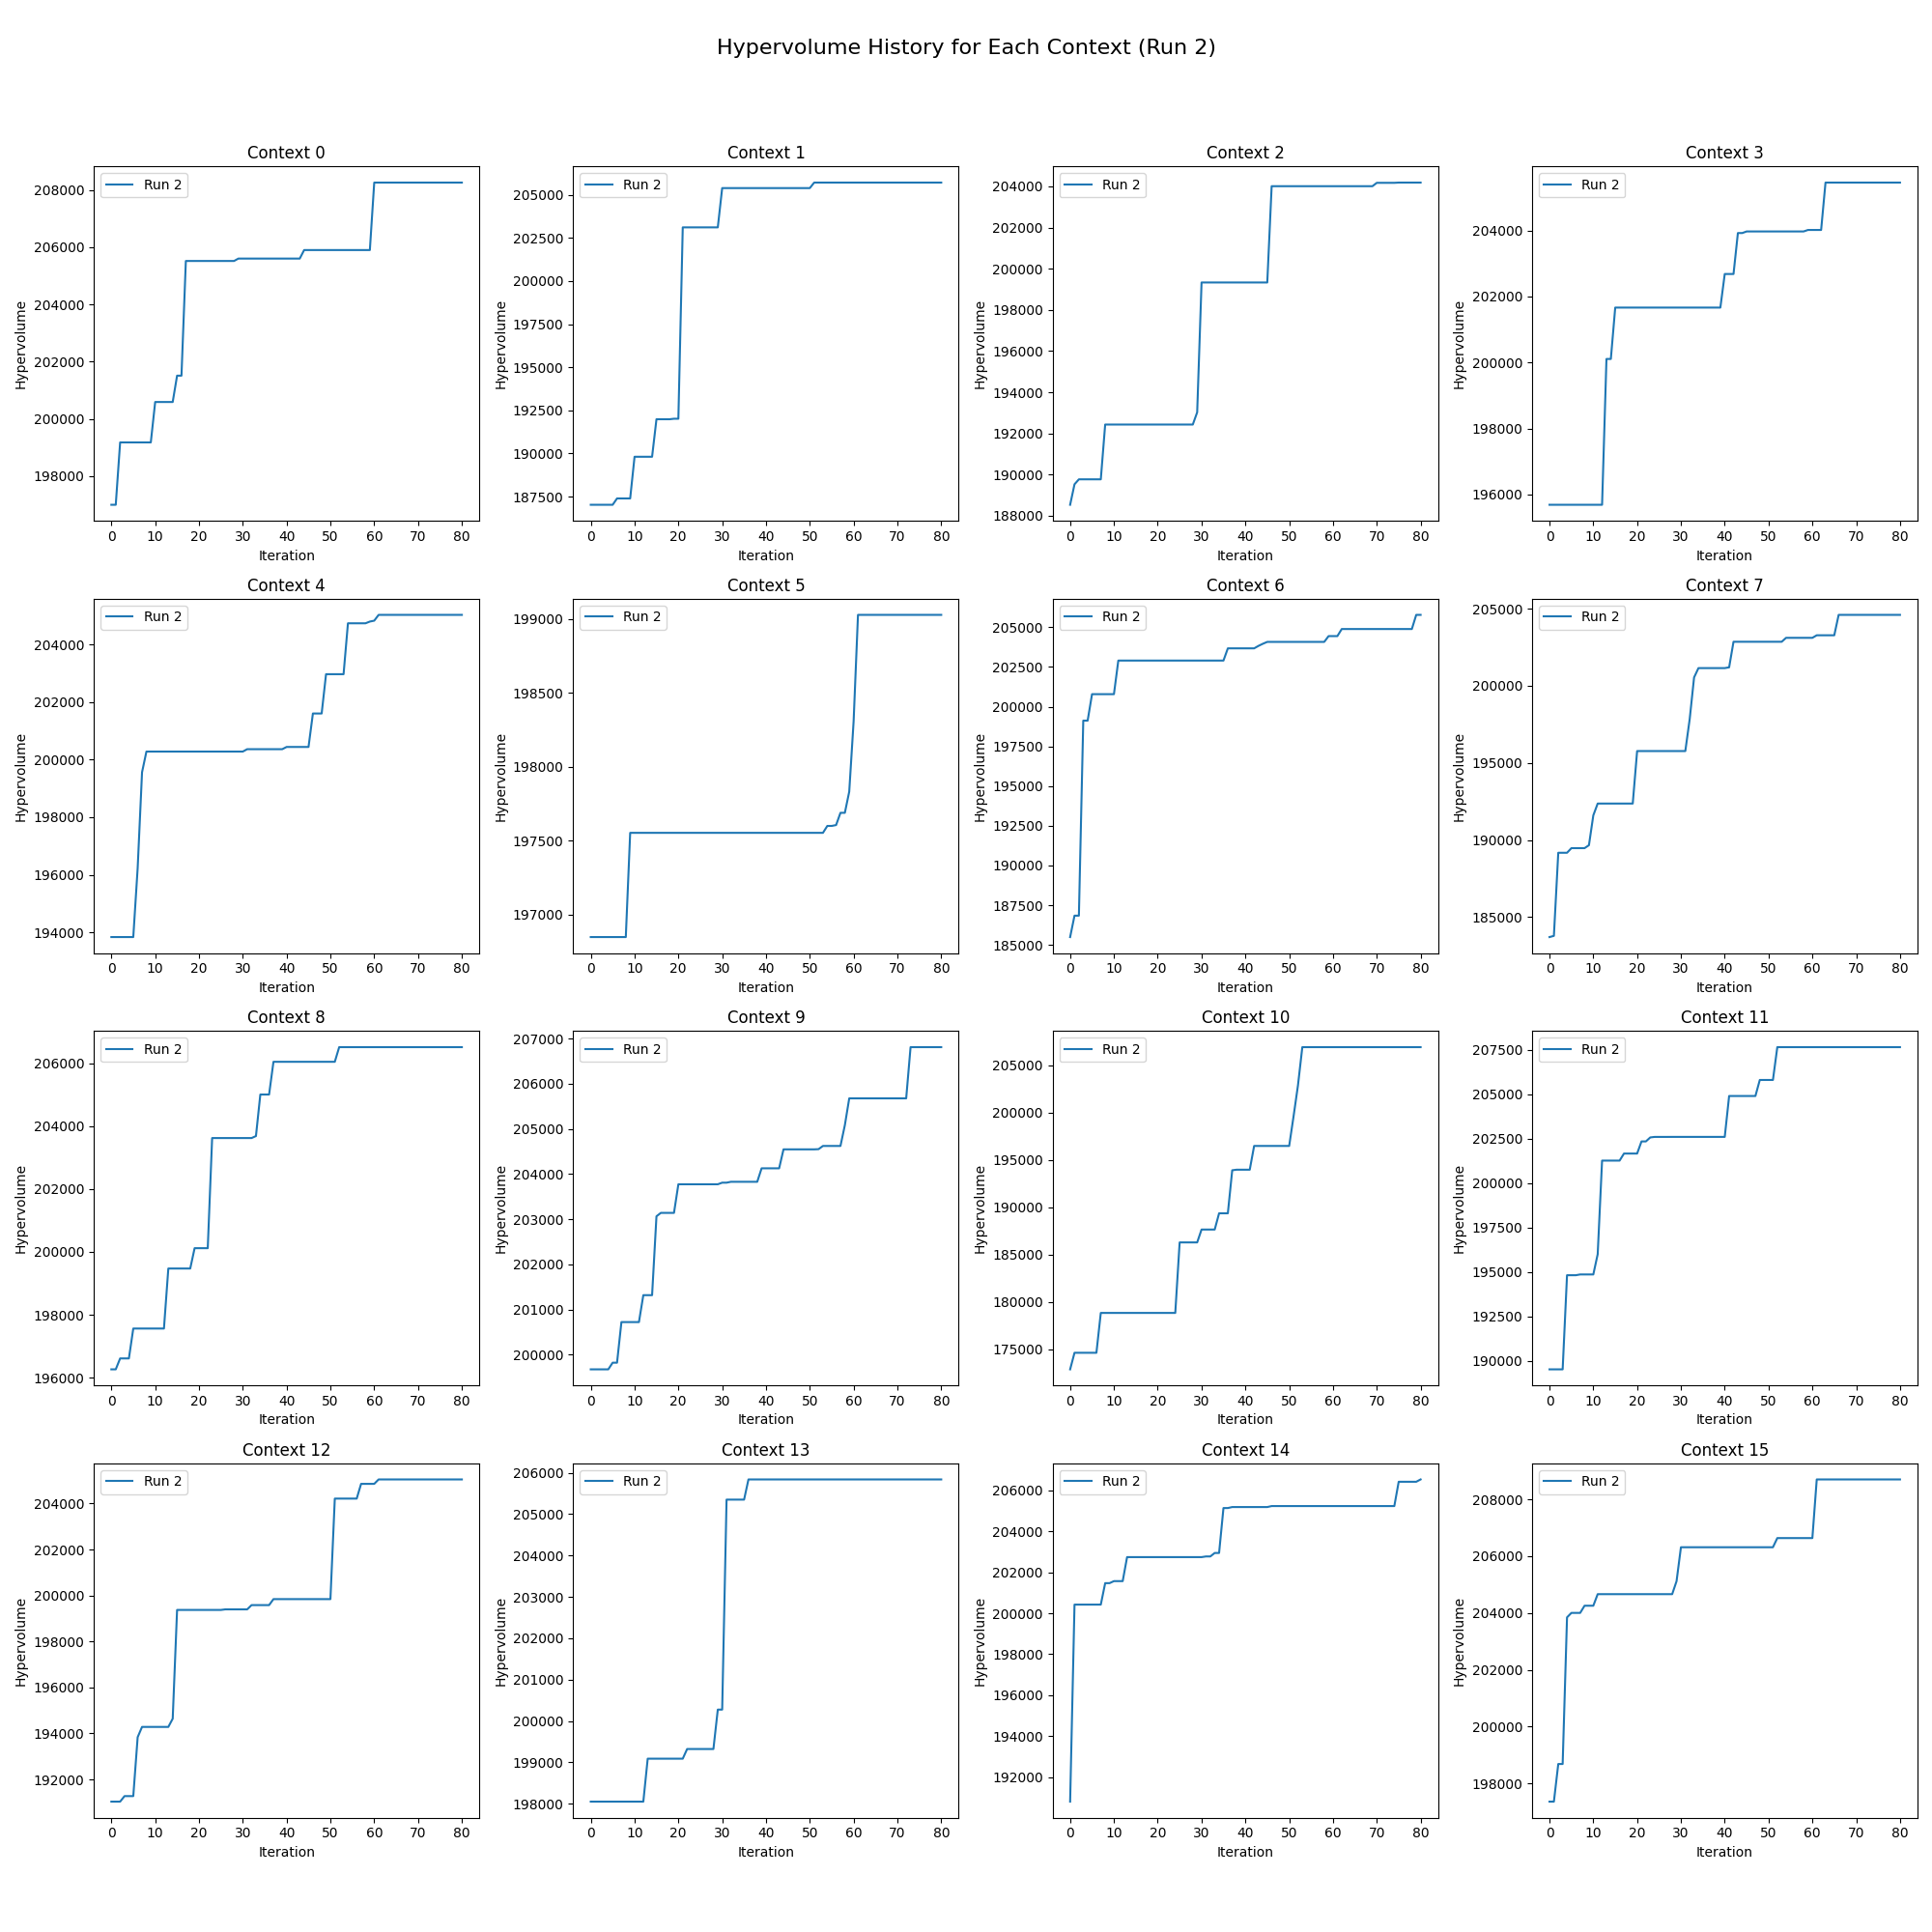 Hypervolume History for Each Context (Run 2)
Context 0
Run 2
208000
206000
204000
202000
200000
198000
Hypervolume
0 10 20 30 40 50 60 70 80
Iteration
Context 1
Run 2
205000
202500
200000
197500
195000
192500
190000
187500
Hypervolume
0 10 20 30 40 50 60 70 80
Iteration
Context 2
Run 2
204000
202000
200000
198000
196000
194000
192000
190000
188000
Hypervolume
0 10 20 30 40 50 60 70 80
Iteration
Context 3
Run 2
204000
202000
200000
198000
196000
Hypervolume
0 10 20 30 40 50 60 70 80
Iteration
Context 4
Run 2
204000
202000
200000
198000
196000
194000
Hypervolume
0 10 20 30 40 50 60 70 80
Iteration
Context 5
Run 2
199000
198500
198000
197500
197000
Hypervolume
0 10 20 30 40 50 60 70 80
Iteration
Context 6
Run 2
205000
202500
200000
197500
195000
192500
190000
187500
185000
Hypervolume
0 10 20 30 40 50 60 70 80
Iteration
Context 7
Run 2
205000
200000
195000
190000
185000
Hypervolume
0 10 20 30 40 50 60 70 80
Iteration
Context 8
Run 2
206000
204000
202000
200000
198000
196000
Hypervolume
0 10 20 30 40 50 60 70 80
Iteration
Context 9
Run 2
207000
206000
205000
204000
203000
202000
201000
200000
Hypervolume
0 10 20 30 40 50 60 70 80
Iteration
Context 10
Run 2
205000
200000
195000
190000
185000
180000
175000
Hypervolume
0 10 20 30 40 50 60 70 80
Iteration
Context 11
Run 2
207500
205000
202500
200000
197500
195000
192500
190000
Hypervolume
0 10 20 30 40 50 60 70 80
Iteration
Context 12
Run 2
204000
202000
200000
198000
196000
194000
192000
Hypervolume
0 10 20 30 40 50 60 70 80
Iteration
Context 13
Run 2
206000
205000
204000
203000
202000
201000
200000
199000
198000
Hypervolume
0 10 20 30 40 50 60 70 80
Iteration
Context 14
Run 2
206000
204000
202000
200000
198000
196000
194000
192000
Hypervolume
0 10 20 30 40 50 60 70 80
Iteration
Context 15
Run 2
208000
206000
204000
202000
200000
198000
Hypervolume
0 10 20 30 40 50 60 70 80
Iteration